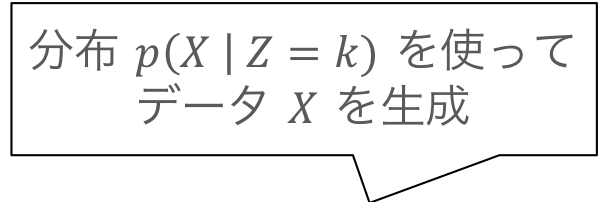 分布 𝑝(𝑋 | 𝑍 = 𝑘) を使って
データ 𝑋 を生成